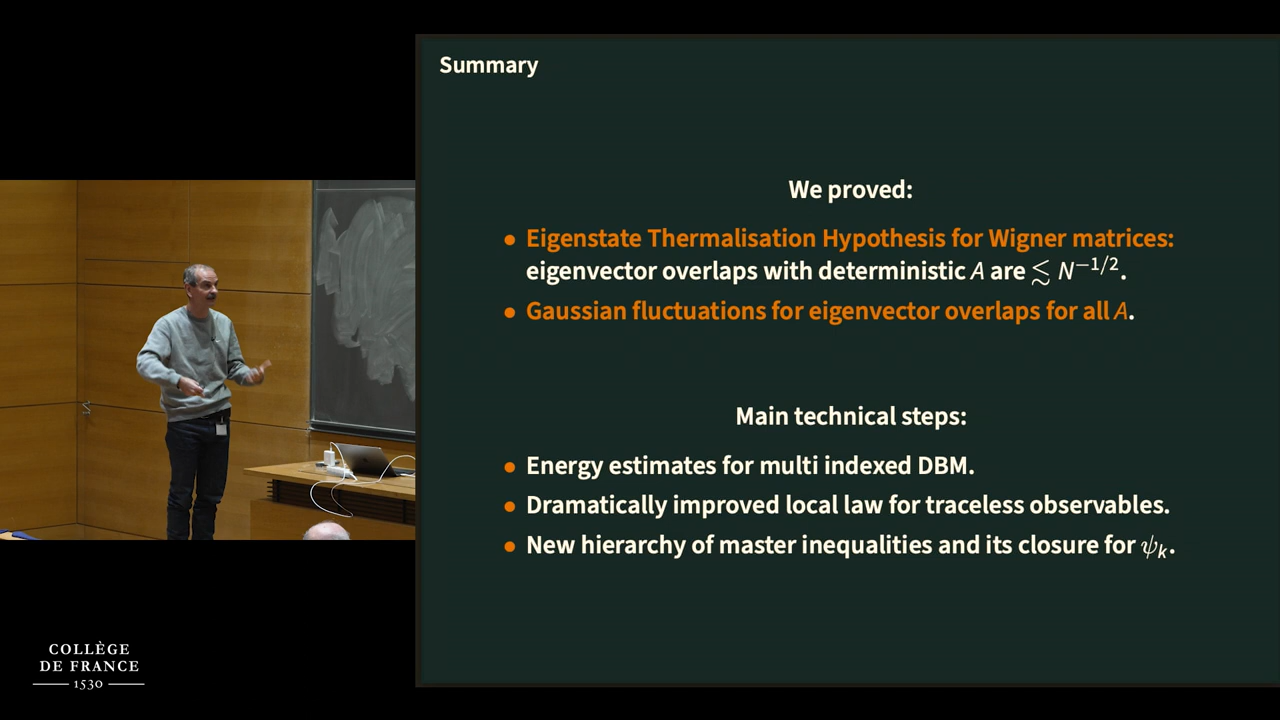 Summary
We proved:
• Eigenstate Thermalisation Hypothesis for Wigner matrices:
eigenvector overlaps with deterministic A are ≲ N^{−1/2}.
• Gaussian fluctuations for eigenvector overlaps for all A.
Main technical steps:
• Energy estimates for multi indexed DBM.
• Dramatically improved local law for traceless observables.
• New hierarchy of master inequalities and its closure for ψ_k.
COLLÈGE
DE FRANCE
1530